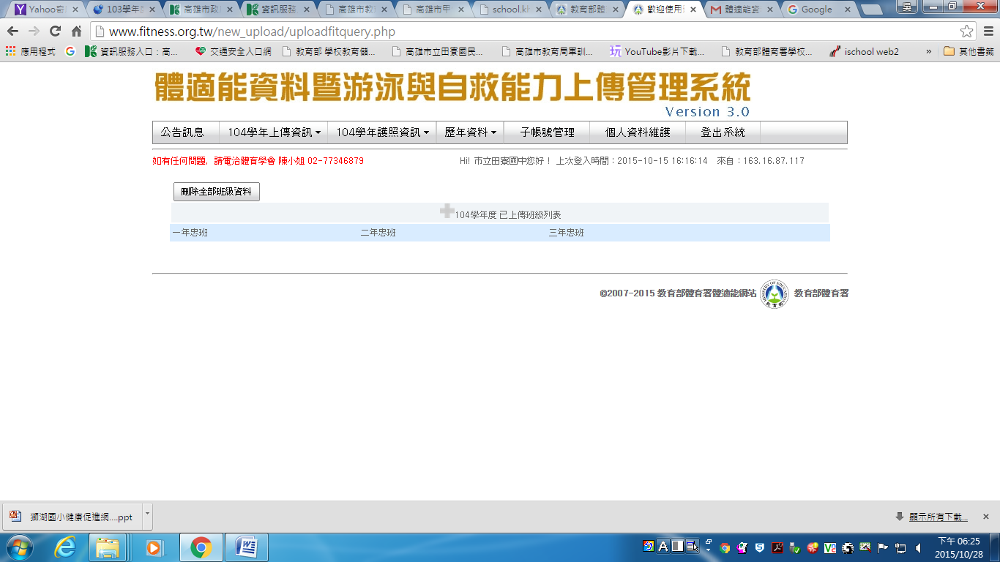 Yahoo奇
103學年
高雄市政
資訊服務
高雄市教
高雄市甲
school.kh
教育部體
歡迎使用
體適能資
Google
吳
www.fitness.org.tw/new_upload/uploadfitquery.php
應用程式
資訊服務入口：高...
交通安全入口網
教育部 學校教育儲...
高雄市立田寮國民...
高雄市教育局軍訓...
YouTube影片下載...
教育部體育署學校...
ischool web2
»
其他書籤
體適能資料暨游泳與自救能力上傳管理系統
Version 3.0
公告訊息
104學年上傳資訊
104學年護照資訊
歷年資料
子帳號管理
個人資料維護
登出系統
如有任何問題, 請電洽體育學會 陳小姐 02-77346879
Hi! 市立田寮國中您好！ 上次登入時間：2015-10-15 16:16:14 來自：163.16.87.117
刪除全部班級資料
104學年度 已上傳班級列表
一年忠班
二年忠班
三年忠班
©2007-2015 教育部體育署體適能網站
教育部體育署
獅湖國小健康促進網....ppt
顯示所有下載...
下午 06:25
2015/10/28